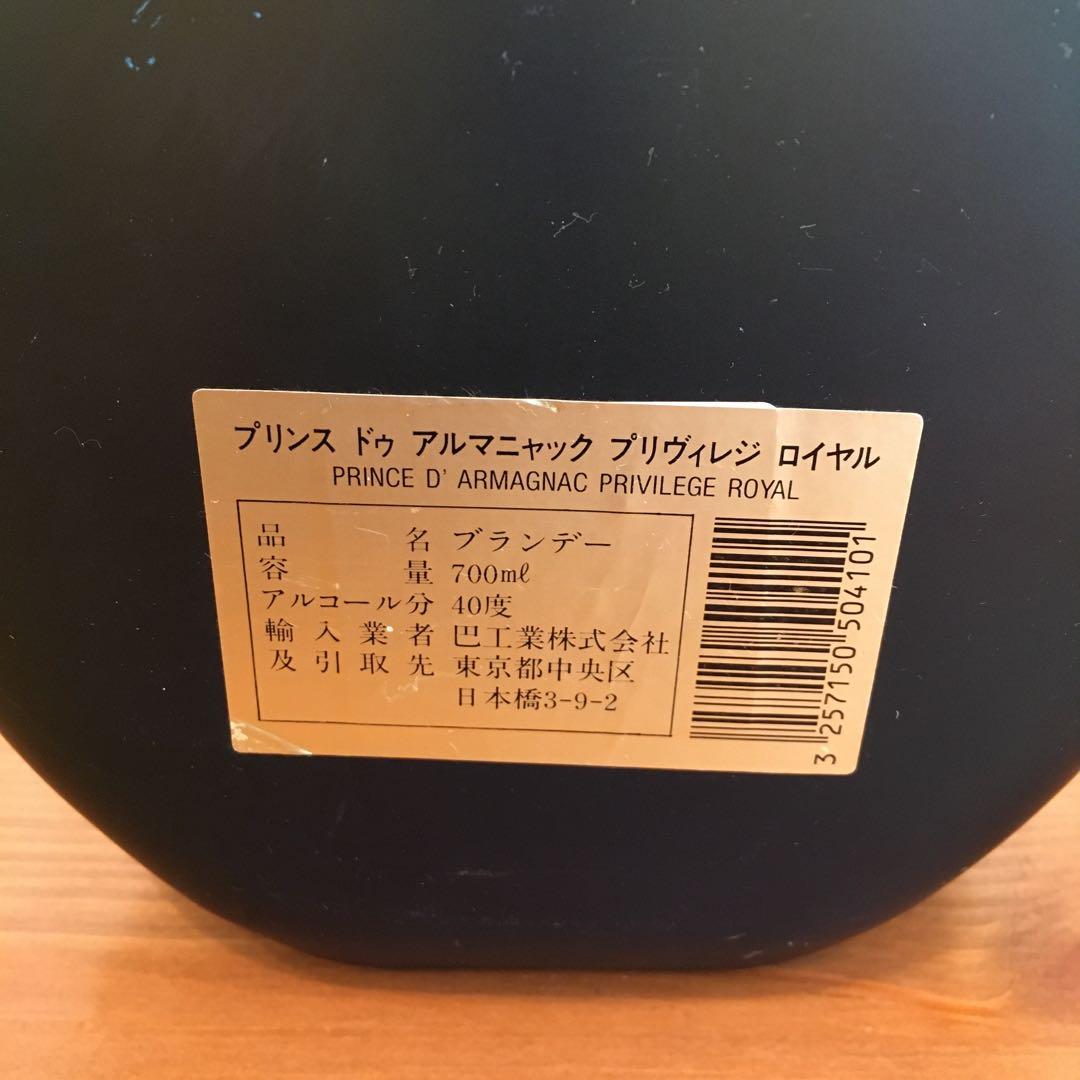 プリンス ドゥ アルマニャック プリヴィレジ ロイヤル
PRINCE D' ARMAGNAC PRIVILEGE ROYAL
品名 ブランデー
容量 700mℓ
アルコール分 40度
輸入業者 巴工業株式会社
及引取先 東京都中央区
日本橋3-9-2
3 257150 504101